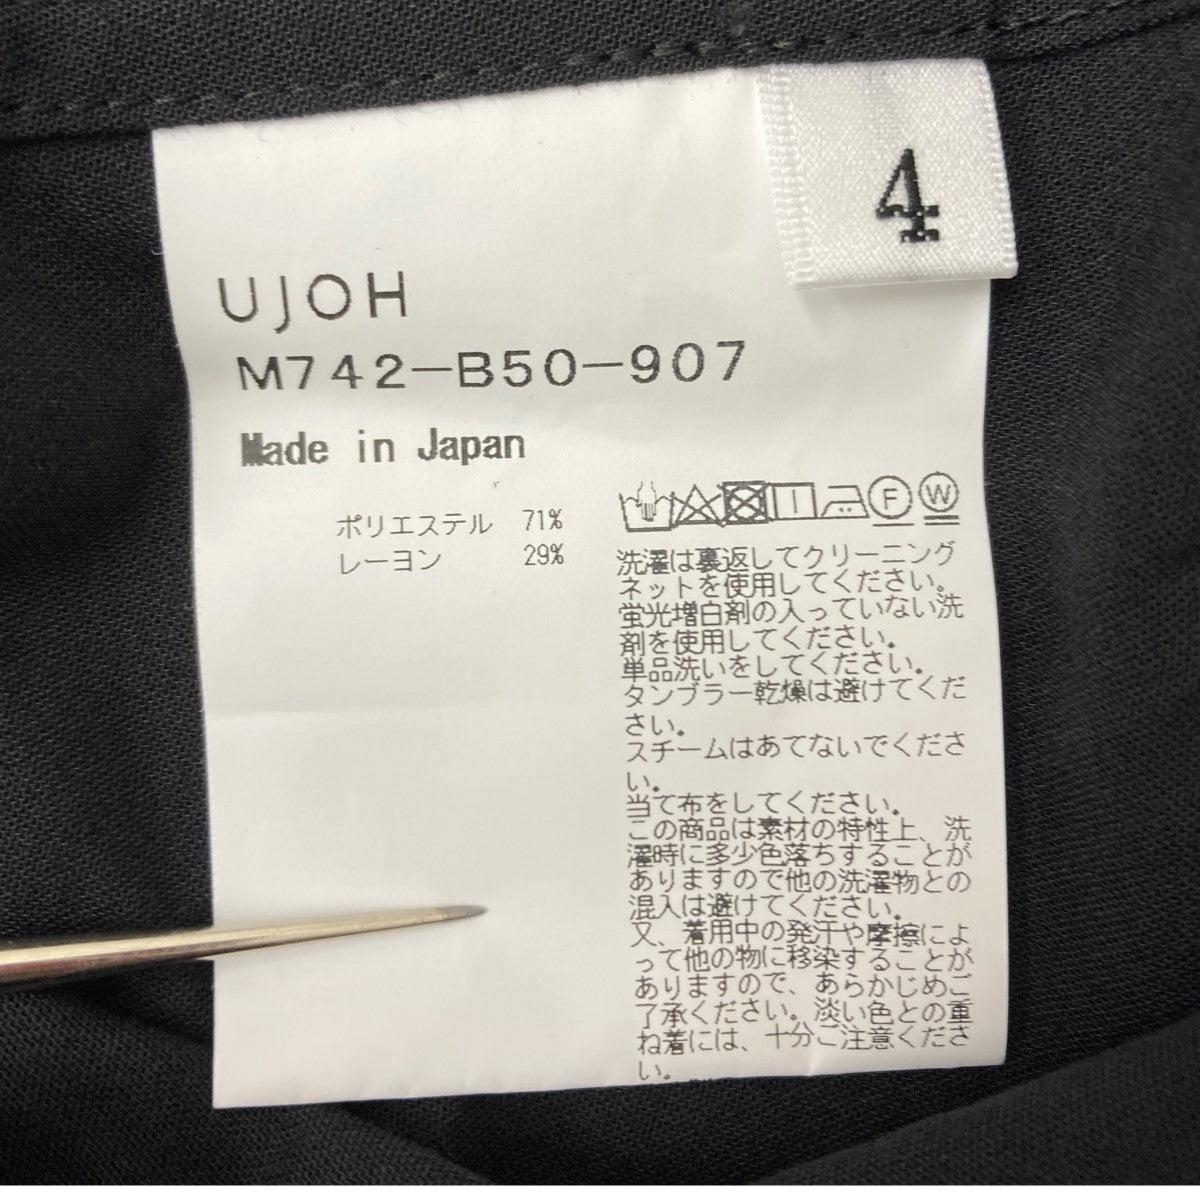 4
UJOH
M742-B50-907
Made in Japan
ポリエステル 71%
レーヨン 29%
F W
洗濯は裏返してクリーニング
ネットを使用してください。
蛍光増白剤の入っていない洗
剤を使用してください。
単品洗いをしてください。
タンブラー乾燥は避けてくだ
さい。
スチームはあてないでくださ
い。
当て布をしてください。
この商品は素材の特性上、洗
濯時に多少色落ちすることが
ありますので他の洗濯物との
混入は避けてください。
又、着用中の発汗や摩擦によ
って他の物に移染することが
ありますので、あらかじめご
了承ください。淡い色との重
ね着には、十分ご注意くださ
い。